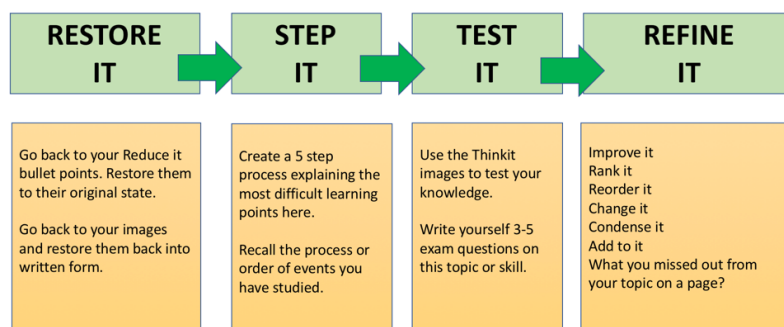 RESTORE
IT
STEP
IT
TEST
IT
REFINE
IT
Go back to your Reduce it
bullet points. Restore them
to their original state.
Go back to your images
and restore them back into
written form.
Create a 5 step
process explaining the
most difficult learning
points here.
Recall the process or
order of events you
have studied.
Use the Thinkit
images to test your
knowledge.
Write yourself 3-5
exam questions on
this topic or skill.
Improve it
Rank it
Reorder it
Change it
Condense it
Add to it
What you missed out from
your topic on a page?